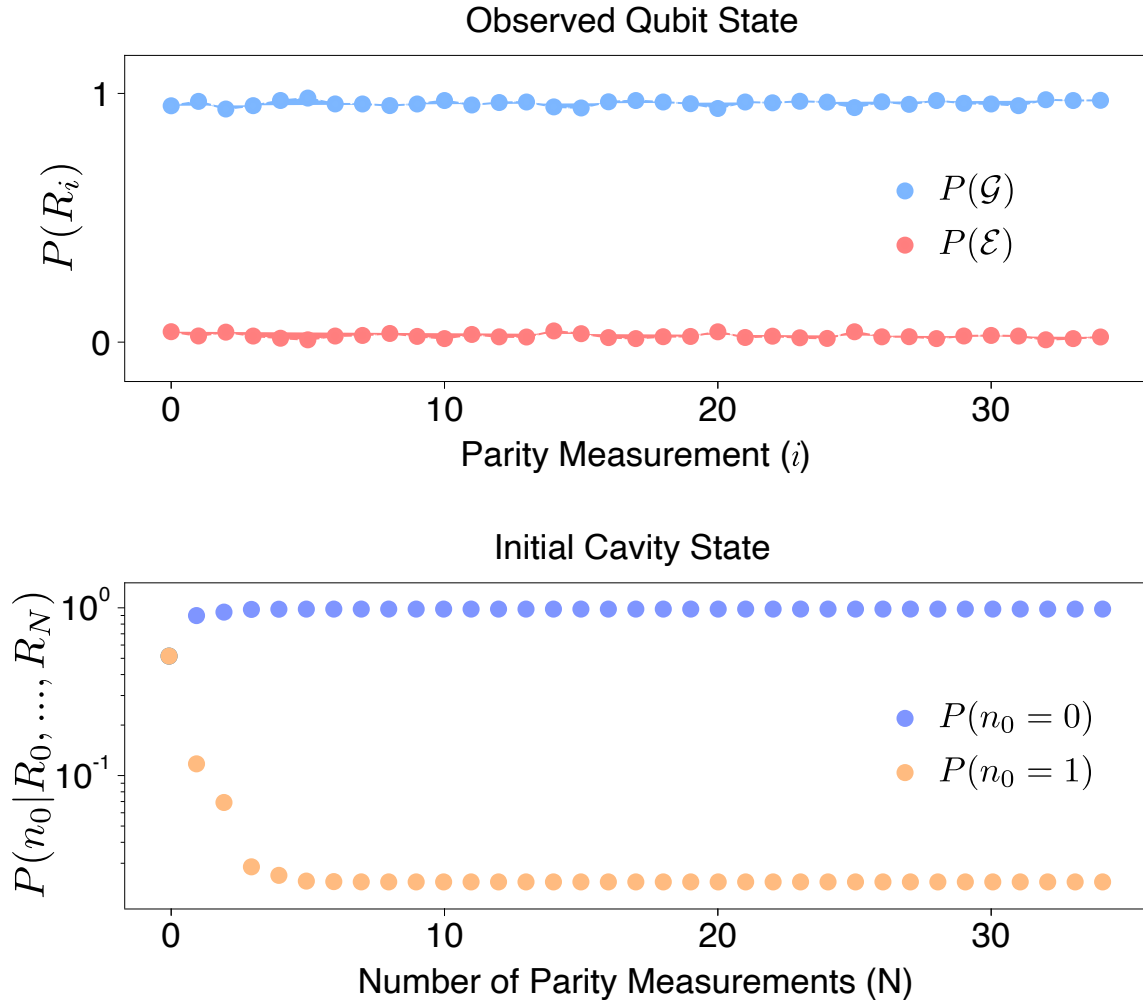 Observed Qubit State
P(R_i)
1
0
P(𝒢)
P(ℰ)
0 10 20 30
Parity Measurement (i)
Initial Cavity State
P(n_0|R_0, ..., R_N)
10^0
10^{-1}
P(n_0 = 0)
P(n_0 = 1)
0 10 20 30
Number of Parity Measurements (N)